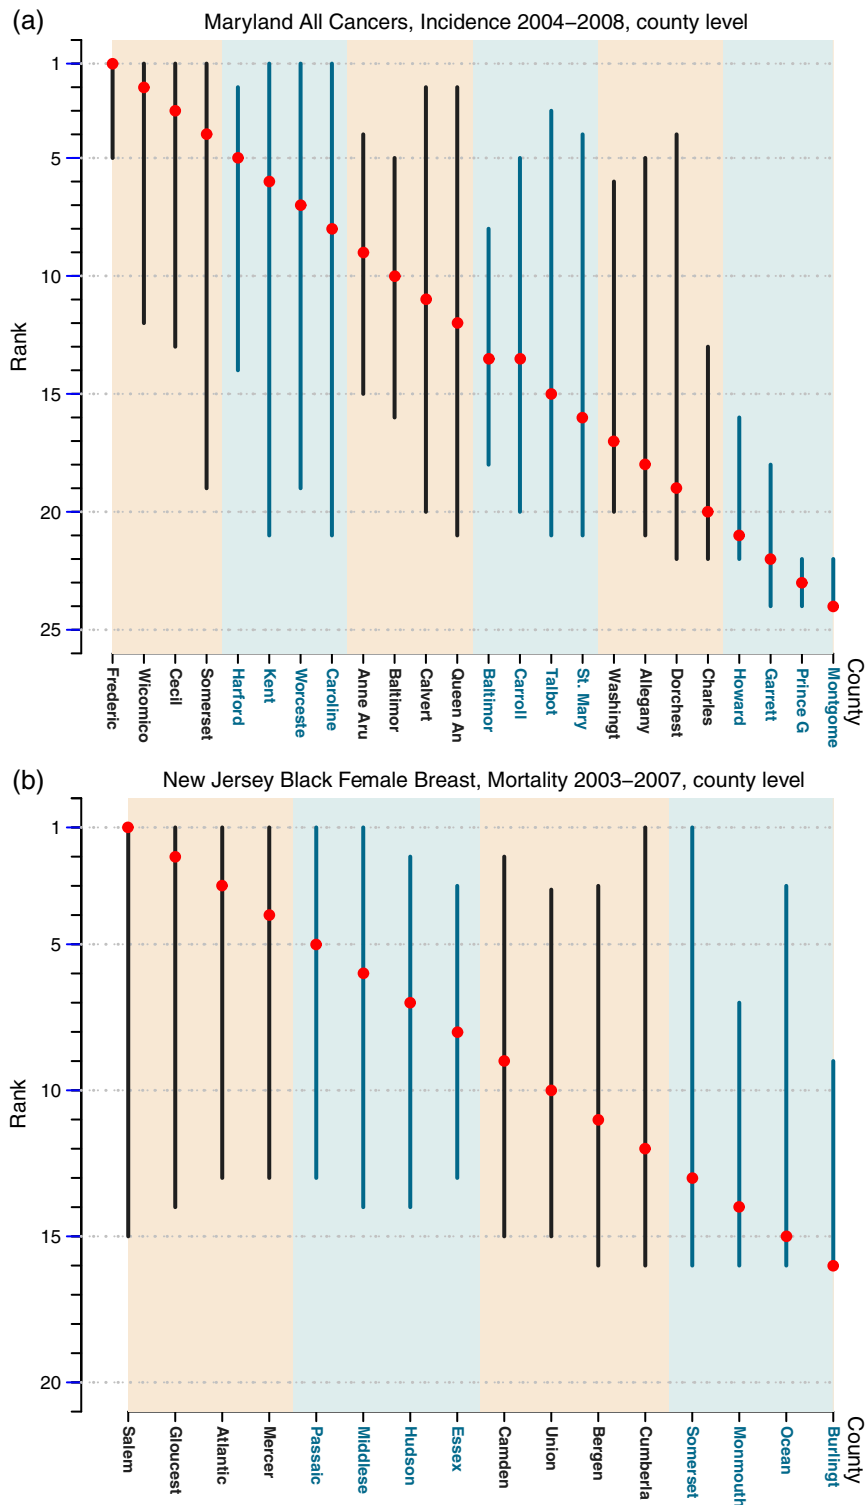 (a)
Maryland All Cancers, Incidence 2004–2008, county level
1
5
10
15
20
25
Rank
Frederic
Wicomico
Cecil
Somerset
Harford
Kent
Worceste
Caroline
Anne Aru
Baltimor
Calvert
Queen An
Baltimor
Carroll
Talbot
St. Mary
Washingt
Allegany
Dorchest
Charles
Howard
Garrett
Prince G
Montgome
County
(b)
New Jersey Black Female Breast, Mortality 2003–2007, county level
1
5
10
15
20
Rank
Salem
Gloucest
Atlantic
Mercer
Passaic
Middlese
Hudson
Essex
Camden
Union
Bergen
Cumberla
Somerset
Monmouth
Ocean
Burlingt
County